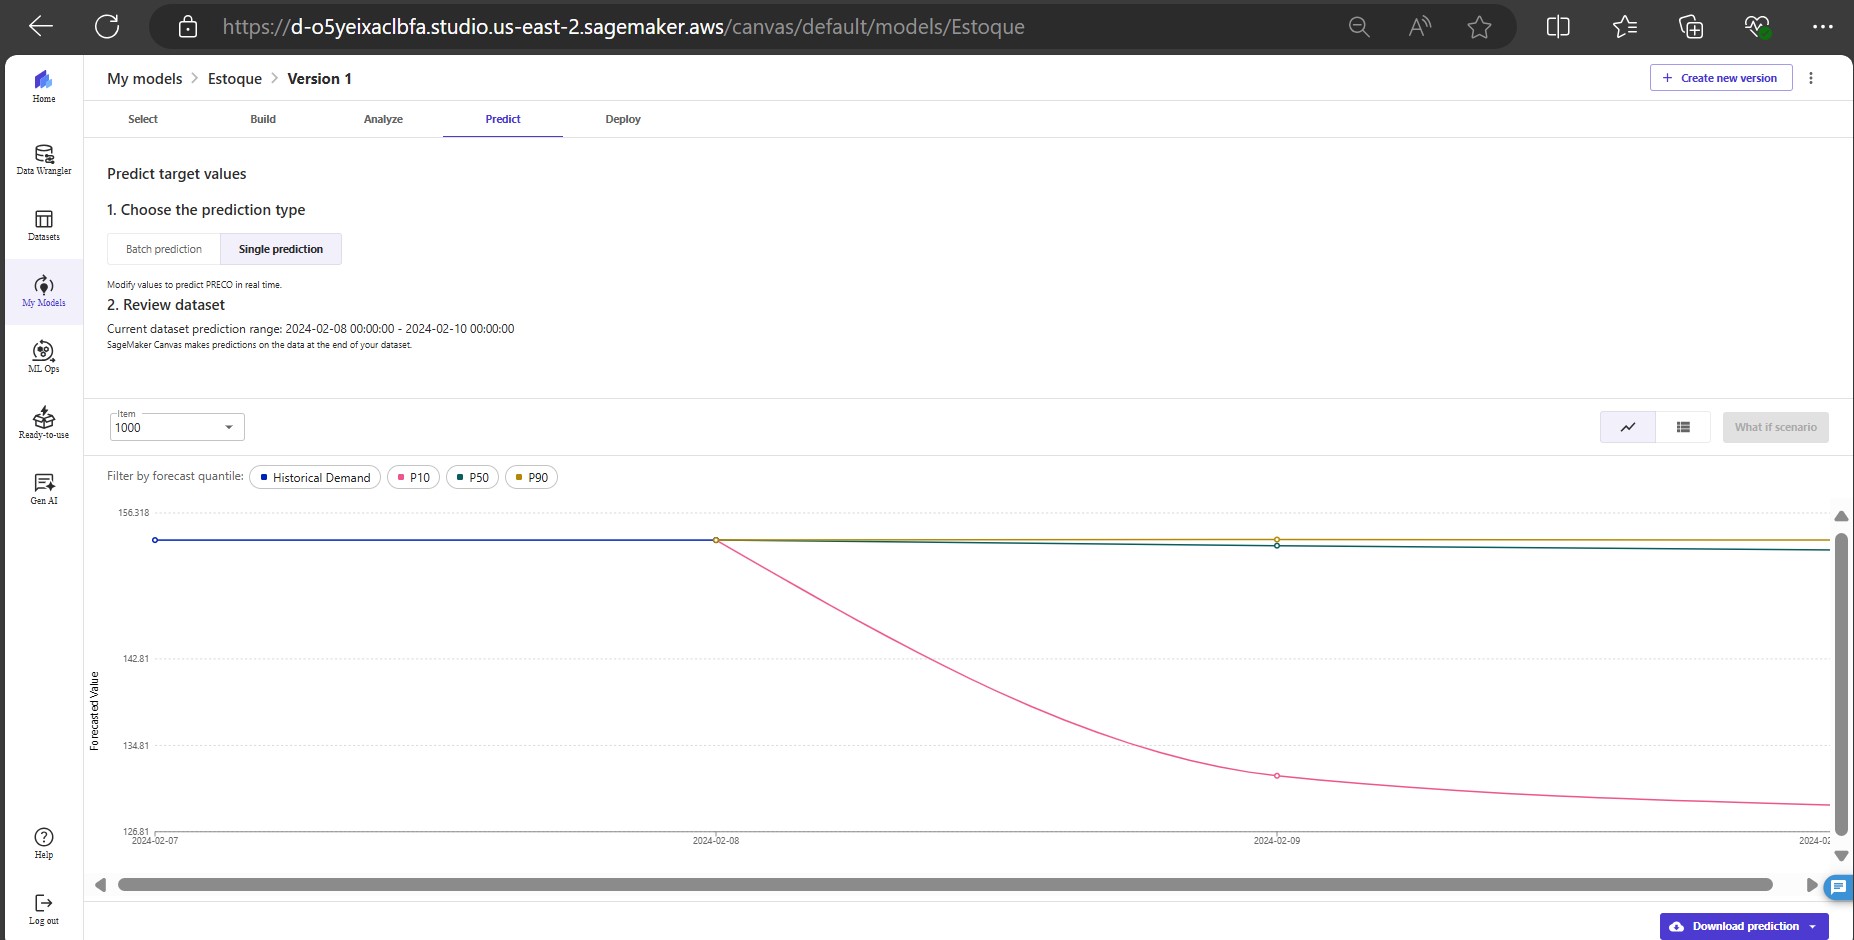 https://d-o5yeixaclbfa.studio.us-east-2.sagemaker.aws/canvas/default/models/Estoque
Home
Data Wrangler
Datasets
My Models
ML Ops
Ready-to-use
Gen AI
Help
Log out
My models > Estoque > Version 1
+ Create new version
Select Build Analyze Predict Deploy
Predict target values
1. Choose the prediction type
Batch prediction Single prediction
Modify values to predict PRECO in real time.
2. Review dataset
Current dataset prediction range: 2024-02-08 00:00:00 - 2024-02-10 00:00:00
SageMaker Canvas makes predictions on the data at the end of your dataset.
Item
1000
What if scenario
Filter by forecast quantile: Historical Demand P10 P50 P90
156.318
142.81
134.81
126.81
Forecasted Value
2024-02-07 2024-02-08 2024-02-09 2024-02
Download prediction